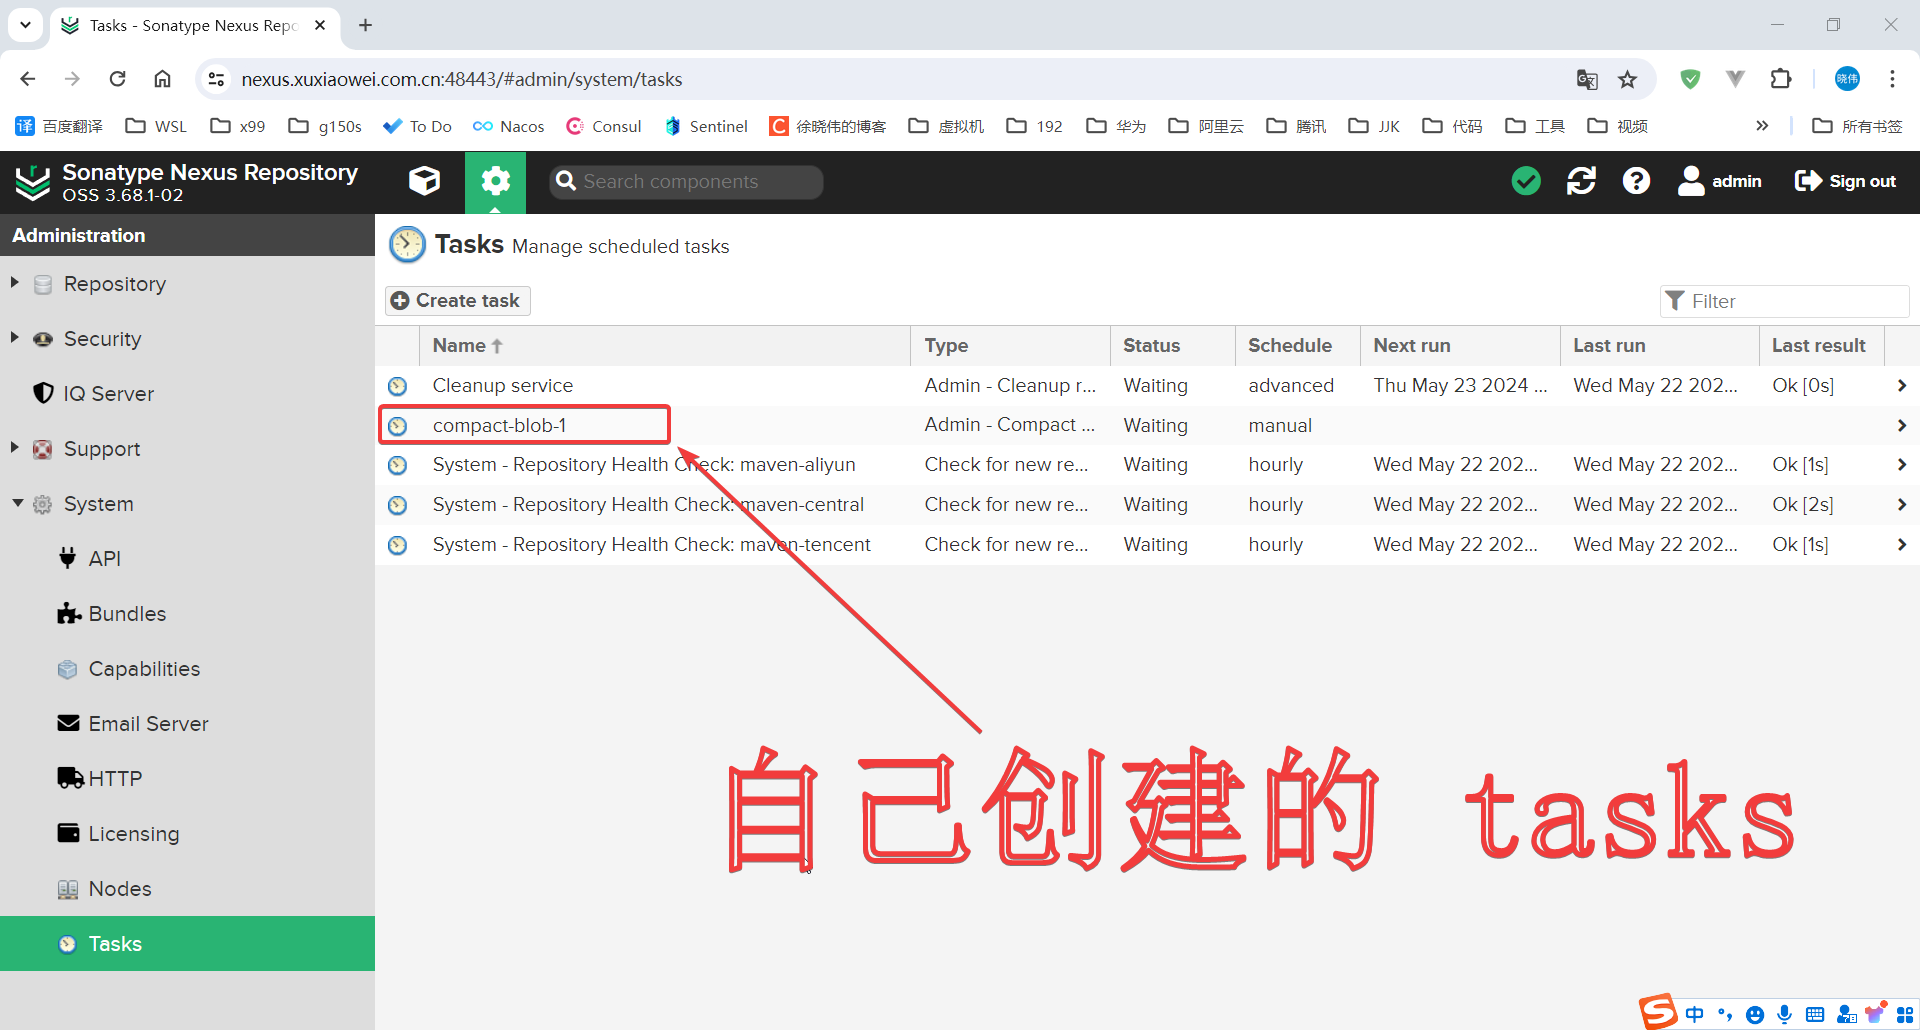 Tasks - Sonatype Nexus Repo
nexus.xuxiaowei.com.cn:48443/#admin/system/tasks
晓伟
译 百度翻译 WSL x99 g150s To Do Nacos Consul Sentinel C 徐晓伟的博客 虚拟机 192 华为 阿里云 腾讯 JJK 代码 工具 视频 » 所有书签
Sonatype Nexus Repository
OSS 3.68.1-02
Search components
admin
Sign out
Administration
Repository
Security
IQ Server
Support
System
API
Bundles
Capabilities
Email Server
HTTP
Licensing
Nodes
Tasks
Tasks Manage scheduled tasks
Create task
Filter
Name Type Status Schedule Next run Last run Last result
Cleanup service Admin - Cleanup r... Waiting advanced Thu May 23 2024 ... Wed May 22 202... Ok [0s]
compact-blob-1 Admin - Compact ... Waiting manual
System - Repository Health Check: maven-aliyun Check for new re... Waiting hourly Wed May 22 202... Wed May 22 202... Ok [1s]
System - Repository Health Check: maven-central Check for new re... Waiting hourly Wed May 22 202... Wed May 22 202... Ok [2s]
System - Repository Health Check: maven-tencent Check for new re... Waiting hourly Wed May 22 202... Wed May 22 202... Ok [1s]
自己创建的 tasks
S 中